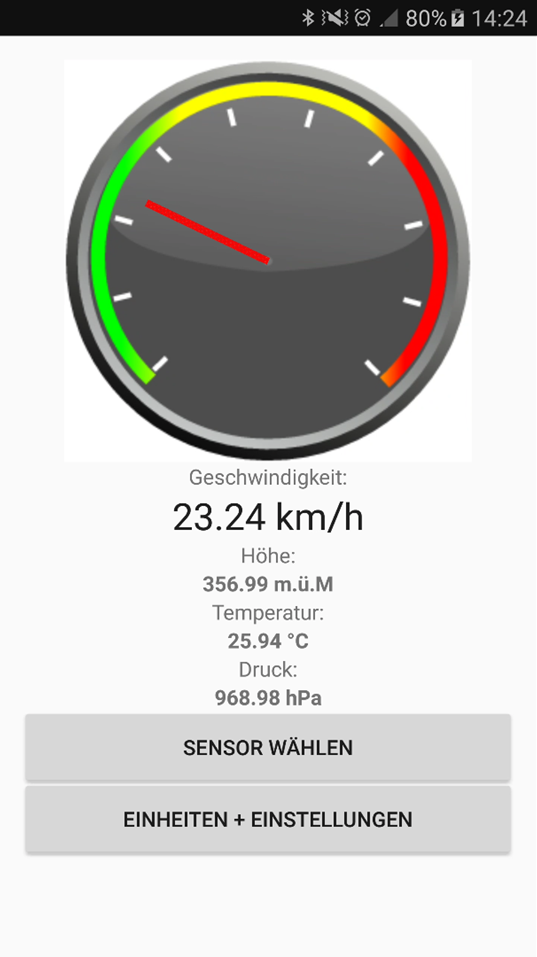 80% 14:24
Geschwindigkeit:
23.24 km/h
Höhe:
356.99 m.ü.M
Temperatur:
25.94 °C
Druck:
968.98 hPa
SENSOR WÄHLEN
EINHEITEN + EINSTELLUNGEN